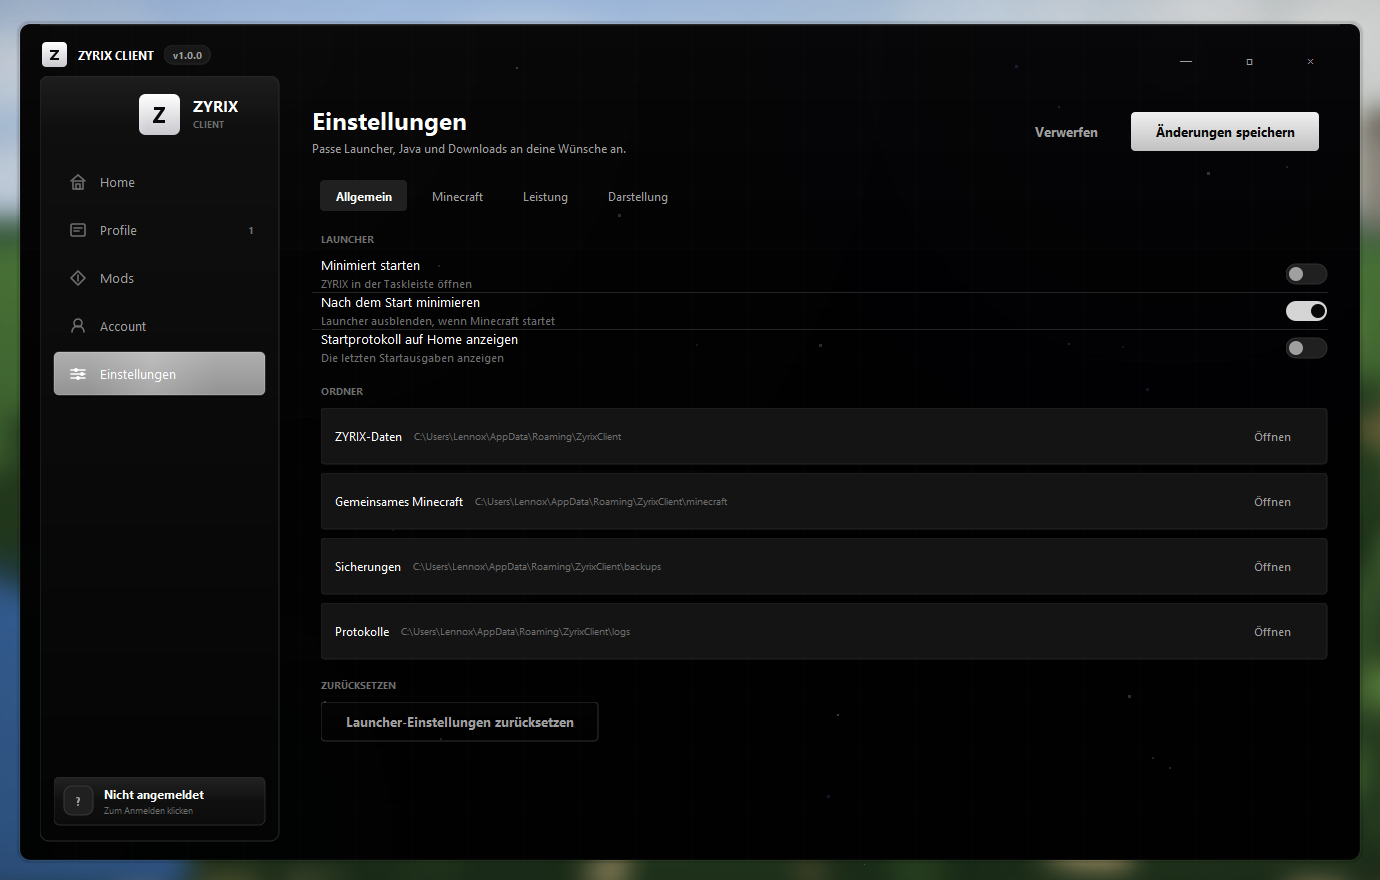 Z ZYRIX CLIENT v1.0.0
Z ZYRIX
CLIENT
Home
Profile 1
Mods
Account
Einstellungen
? Nicht angemeldet
Zum Anmelden klicken
Einstellungen
Passe Launcher, Java und Downloads an deine Wünsche an.
Verwerfen Änderungen speichern
Allgemein Minecraft Leistung Darstellung
LAUNCHER
Minimiert starten
ZYRIX in der Taskleiste öffnen
Nach dem Start minimieren
Launcher ausblenden, wenn Minecraft startet
Startprotokoll auf Home anzeigen
Die letzten Startausgaben anzeigen
ORDNER
ZYRIX-Daten C:\Users\Lennox\AppData\Roaming\ZyrixClient Öffnen
Gemeinsames Minecraft C:\Users\Lennox\AppData\Roaming\ZyrixClient\minecraft Öffnen
Sicherungen C:\Users\Lennox\AppData\Roaming\ZyrixClient\backups Öffnen
Protokolle C:\Users\Lennox\AppData\Roaming\ZyrixClient\logs Öffnen
ZURÜCKSETZEN
Launcher-Einstellungen zurücksetzen